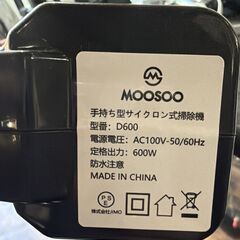 MOOSOO
手持ち型サイクロン式掃除機
型番：D600
電源電圧：AC100V-50/60Hz
定格出力：600W
防水注意
MADE IN CHINA
PSE
株式会社JIMO